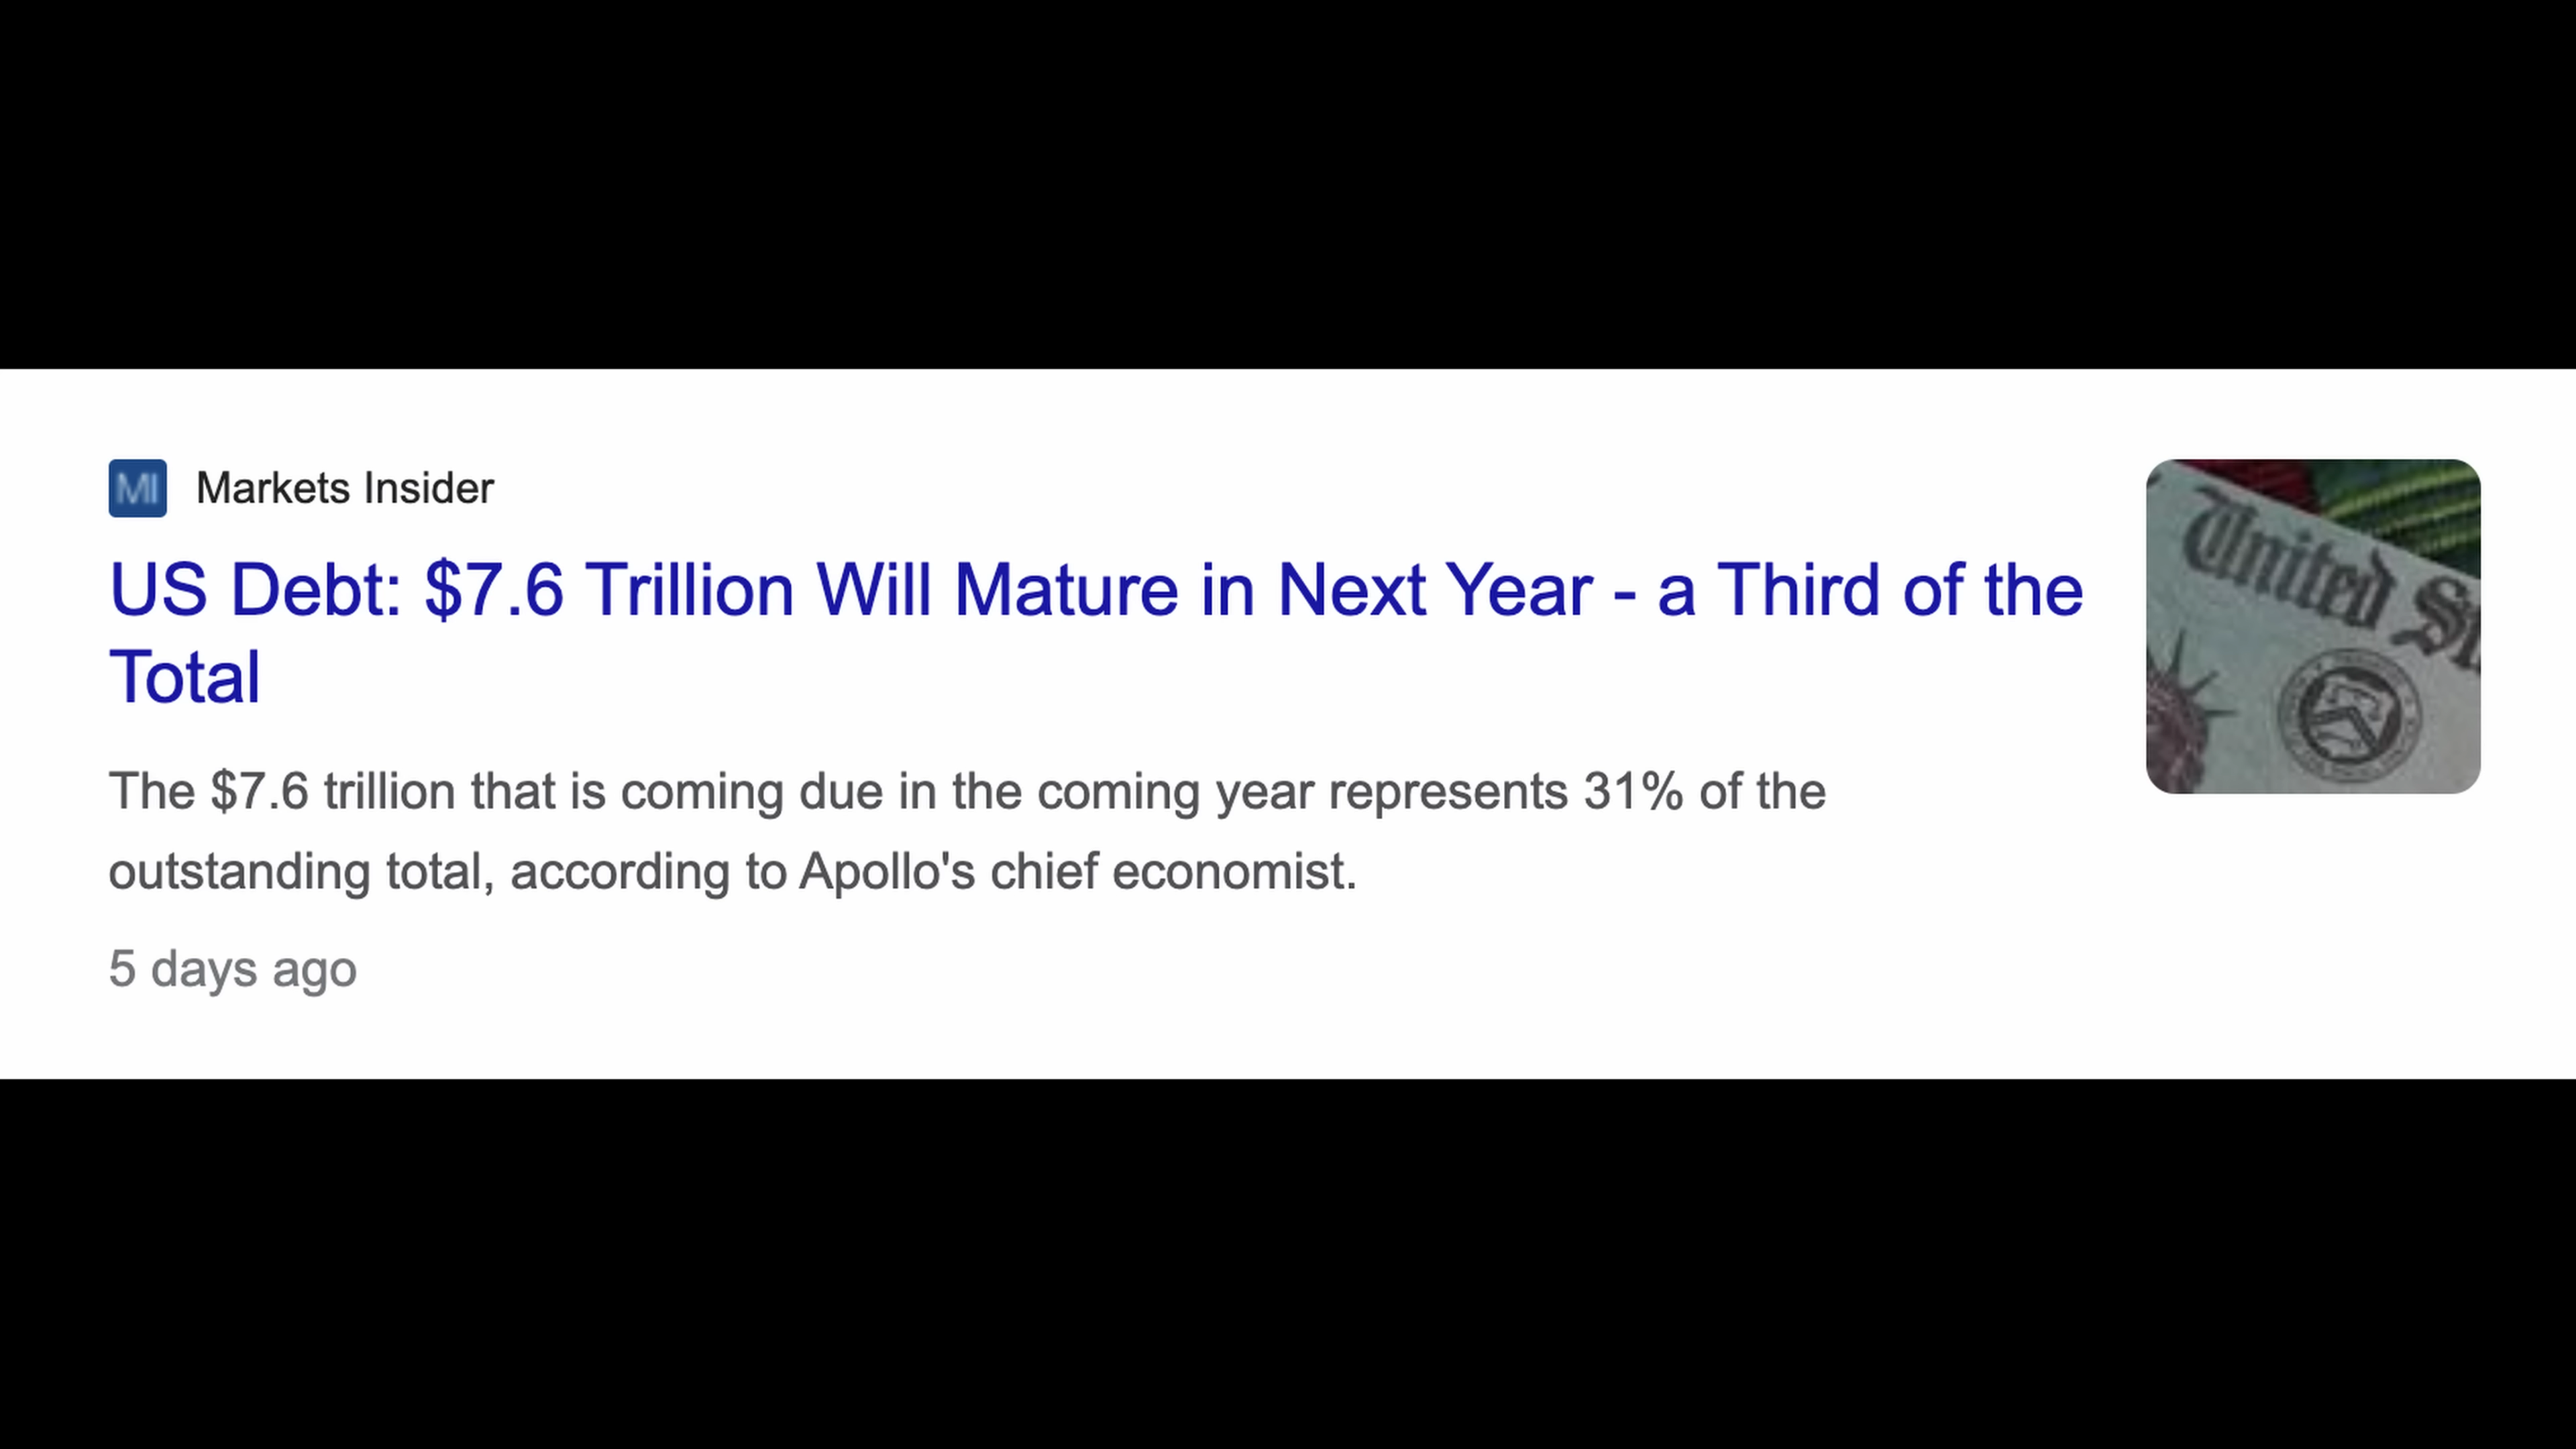 MI Markets Insider
US Debt: $7.6 Trillion Will Mature in Next Year - a Third of the
Total
The $7.6 trillion that is coming due in the coming year represents 31% of the
outstanding total, according to Apollo's chief economist.
5 days ago
United St